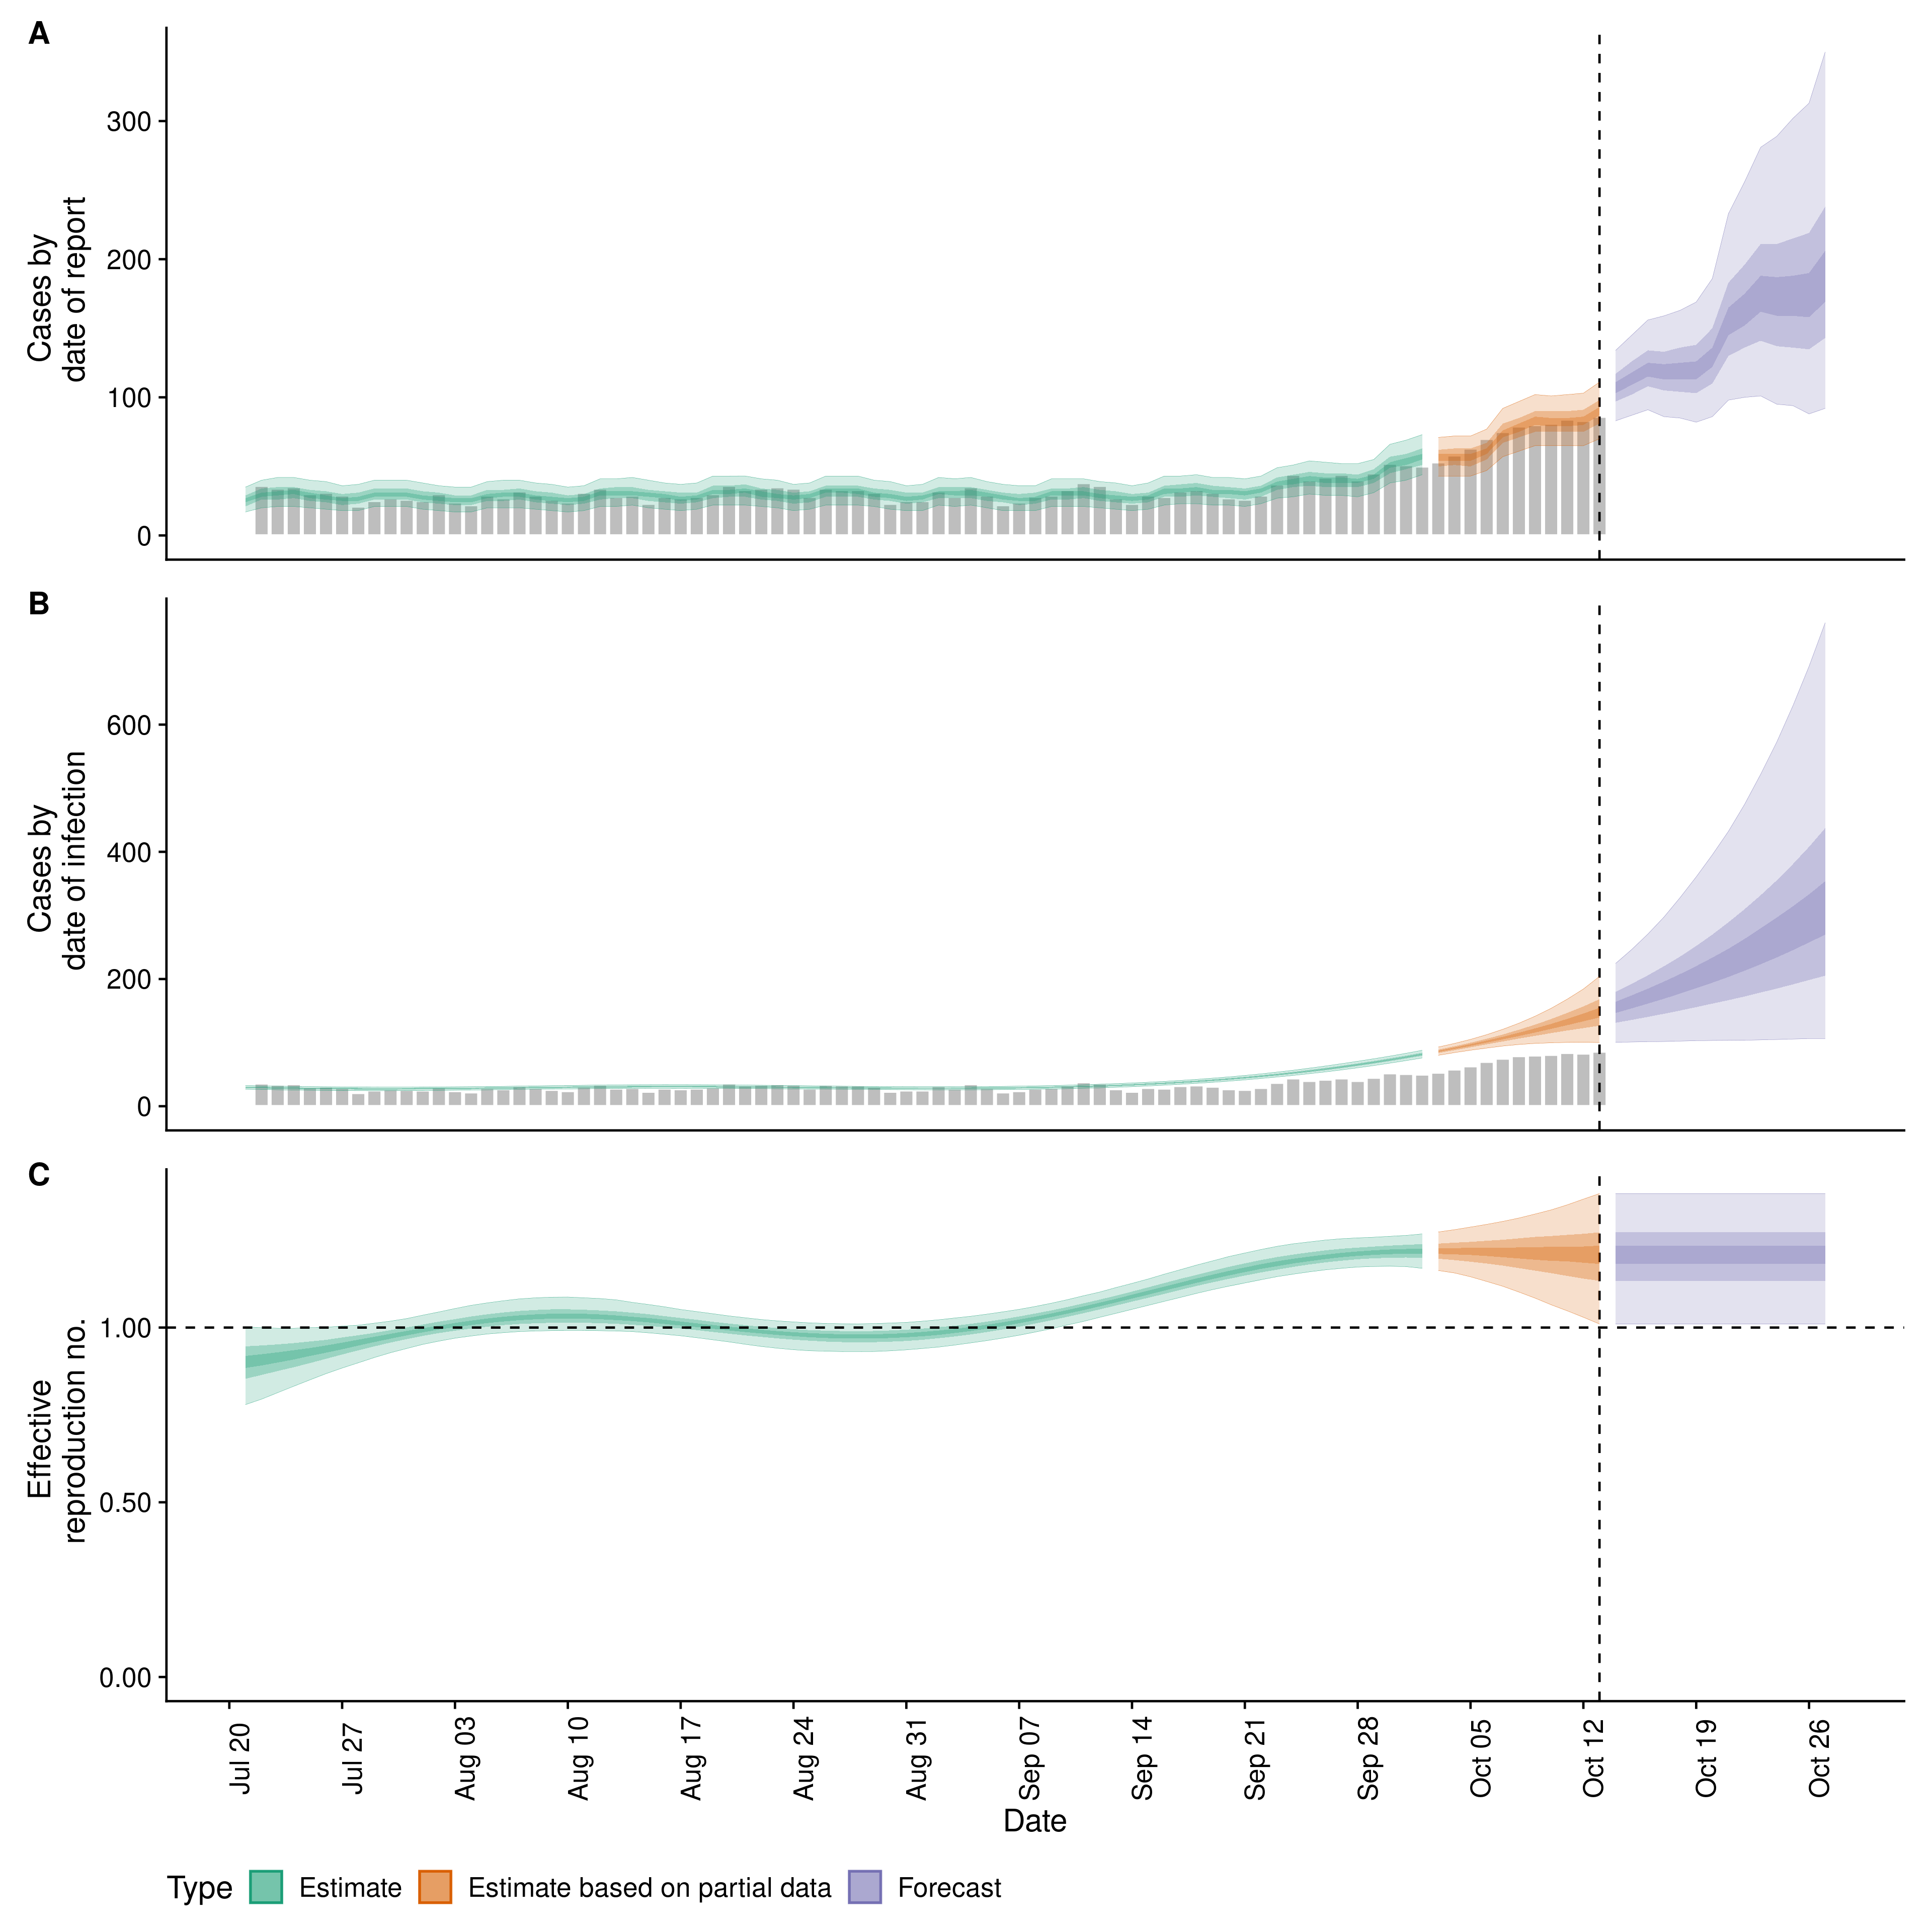 A
Cases by
date of report
300
200
100
0
B
Cases by
date of infection
600
400
200
0
C
Effective
reproduction no.
1.00
0.50
0.00
Jul 20
Jul 27
Aug 03
Aug 10
Aug 17
Aug 24
Aug 31
Sep 07
Sep 14
Sep 21
Sep 28
Oct 05
Oct 12
Oct 19
Oct 26
Date
Type Estimate Estimate based on partial data Forecast